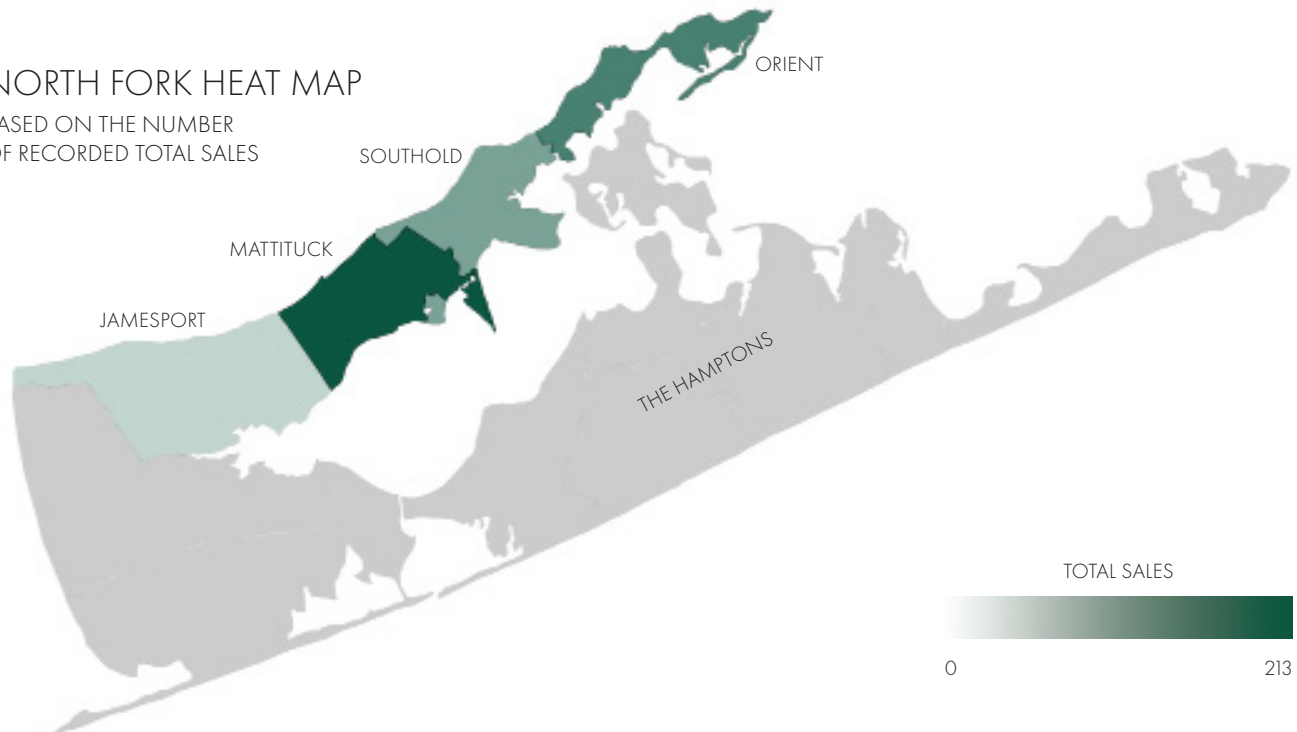 NORTH FORK HEAT MAP
BASED ON THE NUMBER
OF RECORDED TOTAL SALES
ORIENT
SOUTHOLD
MATTITUCK
JAMESPORT
THE HAMPTONS
TOTAL SALES
0 213